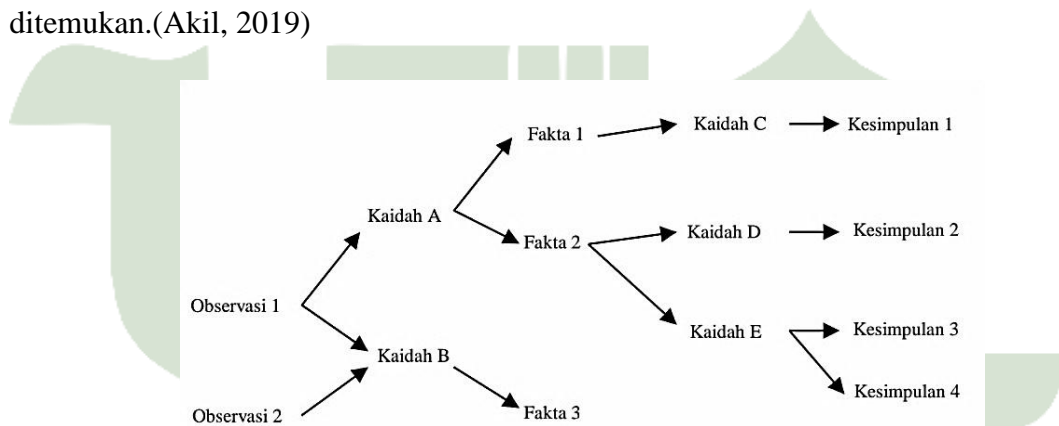 ditemukan.(Akil, 2019)
Fakta 1
Kaidah C
Kesimpulan 1
Kaidah A
Fakta 2
Kaidah D
Kesimpulan 2
Observasi 1
Kaidah B
Kaidah E
Kesimpulan 3
Observasi 2
Fakta 3
Kesimpulan 4